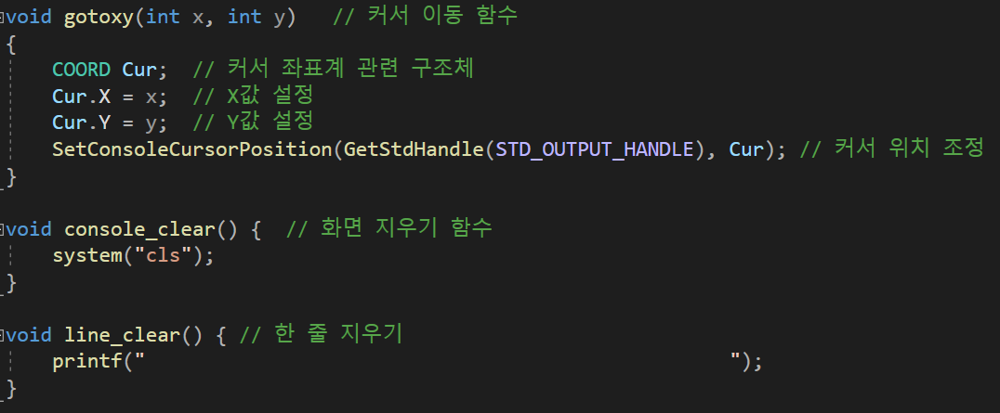 void gotoxy(int x, int y)   // 커서 이동 함수
{
    COORD Cur;  // 커서 좌표계 관련 구조체
    Cur.X = x;  // X값 설정
    Cur.Y = y;  // Y값 설정
    SetConsoleCursorPosition(GetStdHandle(STD_OUTPUT_HANDLE), Cur); // 커서 위치 조정
}

void console_clear() {  // 화면 지우기 함수
    system("cls");
}

void line_clear() { // 한 줄 지우기
    printf("                                                  ");
}